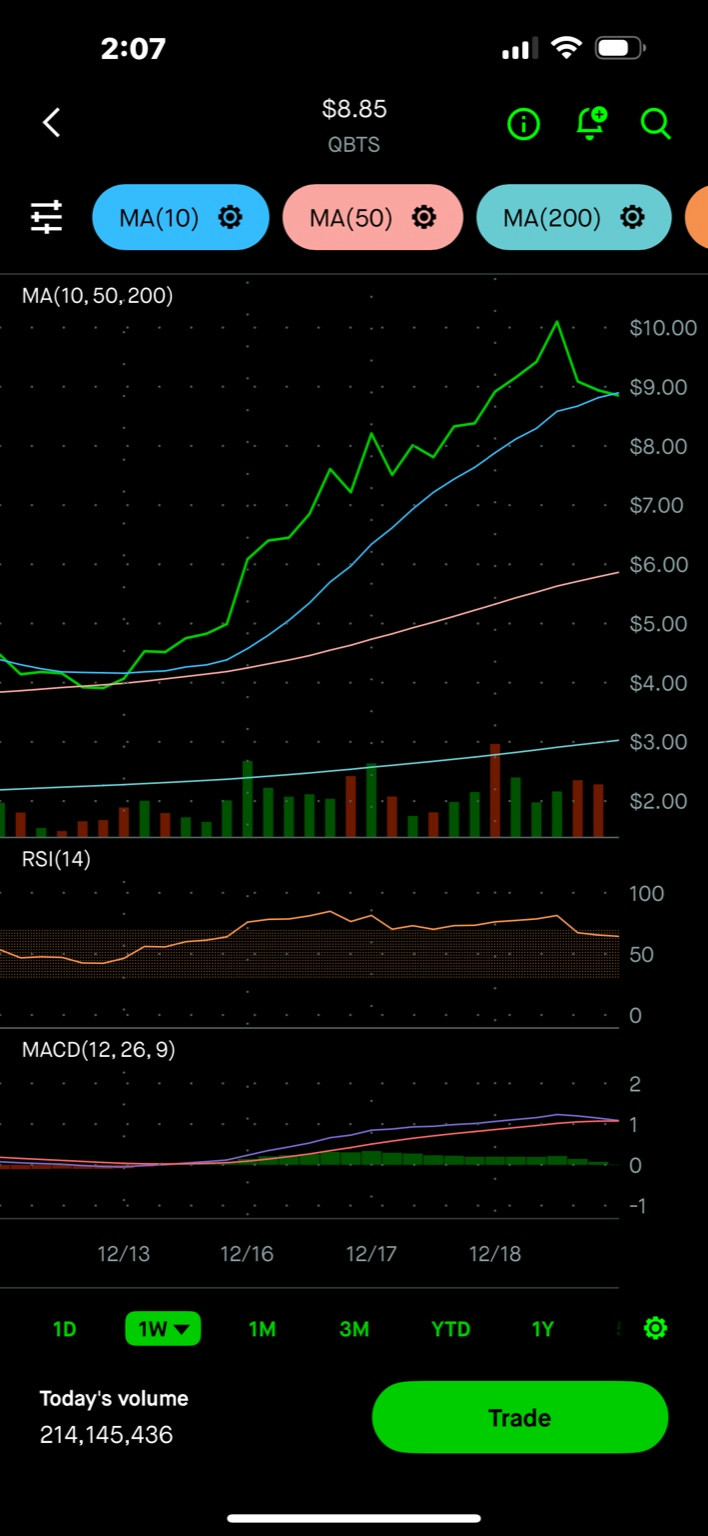 2:07
$8.85
QBTS
MA(10)
MA(50)
MA(200)
MA(10, 50, 200)
$10.00
$9.00
$8.00
$7.00
$6.00
$5.00
$4.00
$3.00
$2.00
RSI(14)
100
50
0
MACD(12, 26, 9)
2
1
0
-1
12/13 12/16 12/17 12/18
1D 1W 1M 3M YTD 1Y
Today's volume
214,145,436
Trade